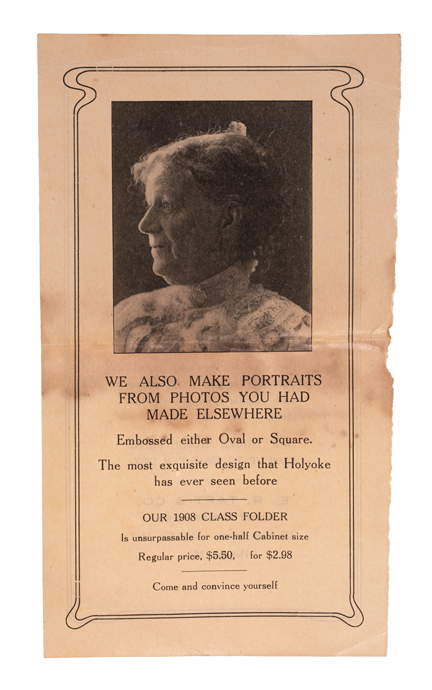 WE ALSO MAKE PORTRAITS
FROM PHOTOS YOU HAD
MADE ELSEWHERE
Embossed either Oval or Square.
The most exquisite design that Holyoke
has ever seen before
OUR 1908 CLASS FOLDER
Is unsurpassable for one-half Cabinet size
Regular price, $5.50, for $2.98
Come and convince yourself